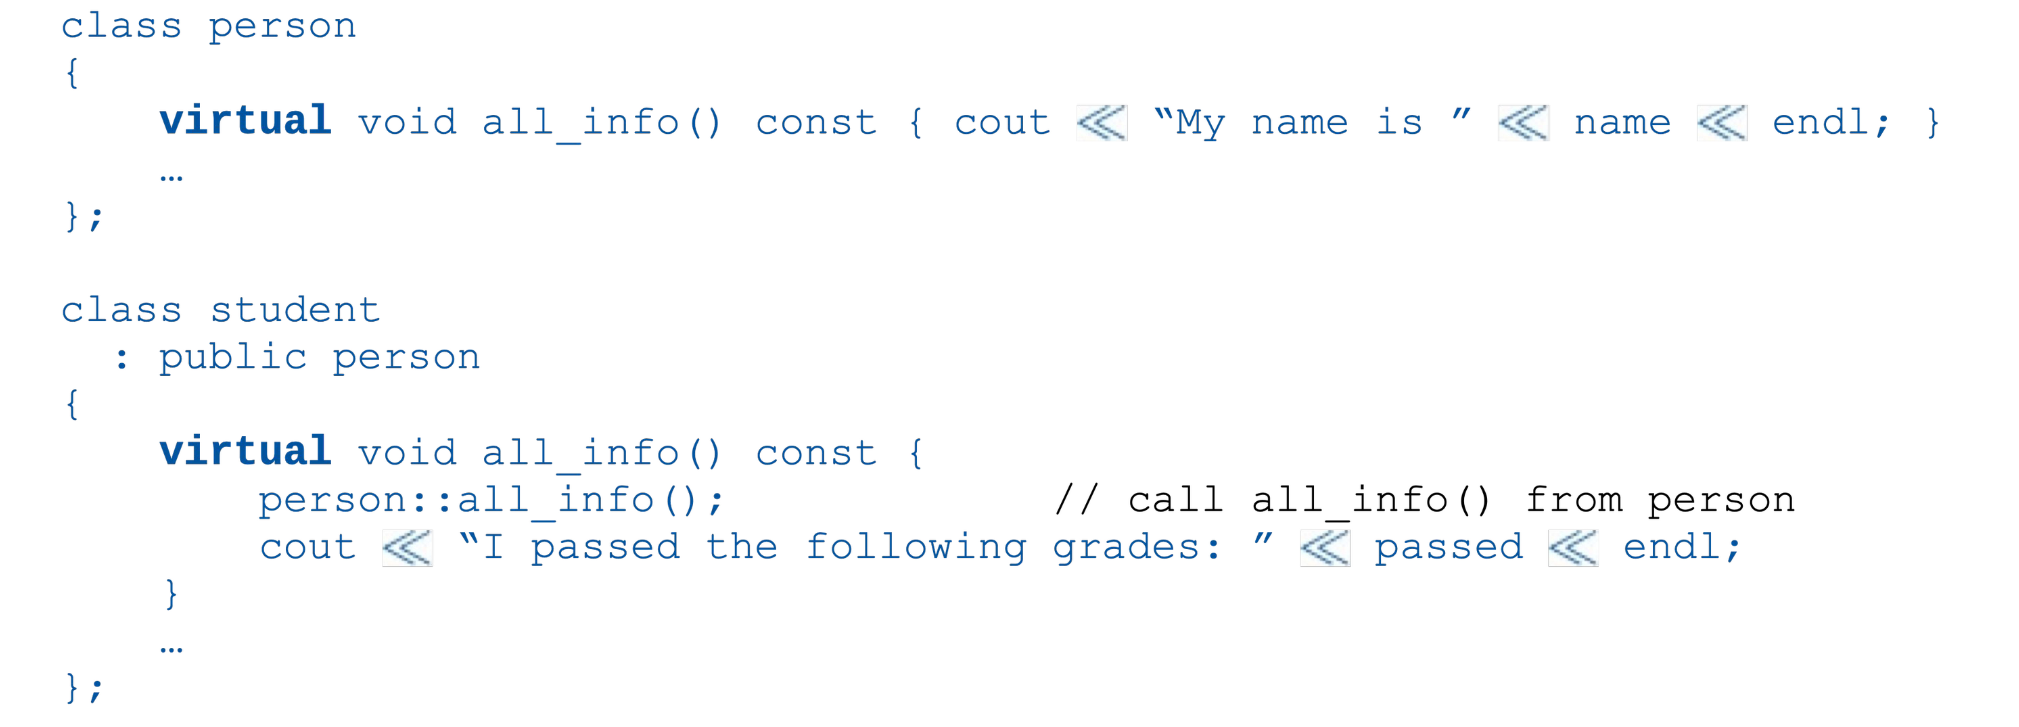 class person
{
    virtual void all_info() const { cout ≪ “My name is ” ≪ name ≪ endl; }
    …
};
class student
  : public person
{
    virtual void all_info() const {
        person::all_info();             // call all_info() from person
        cout ≪ “I passed the following grades: ” ≪ passed ≪ endl;
    }
    …
};